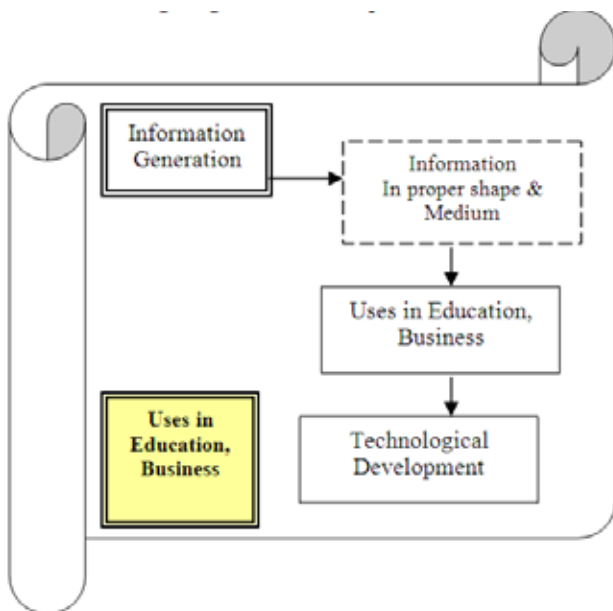 Information
Generation
Information
In proper shape &
Medium
Uses in Education,
Business
Uses in
Education,
Business
Technological
Development